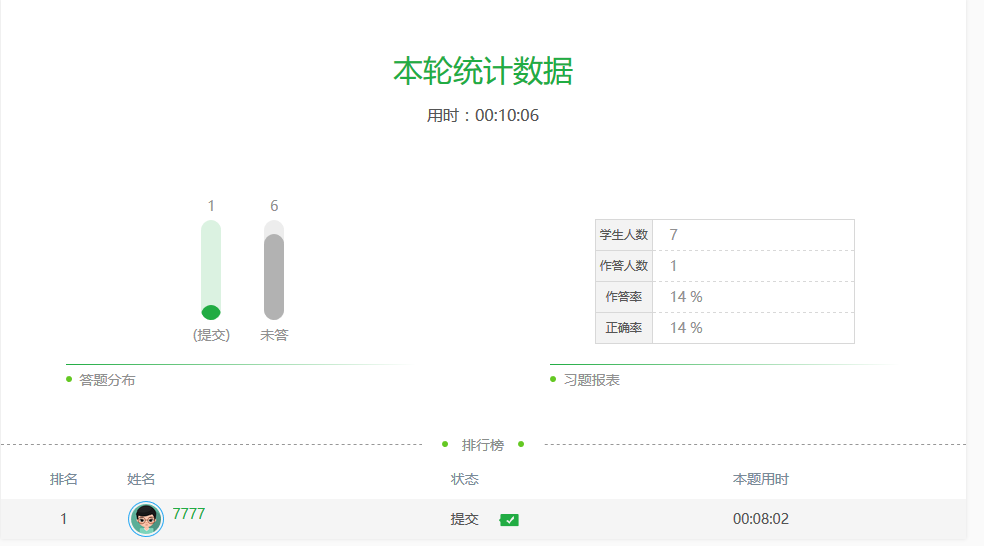 本轮统计数据
用时：00:10:06
1 6
(提交) 未答
答题分布
学生人数 7
作答人数 1
作答率 14 %
正确率 14 %
习题报表
排行榜
排名 姓名 状态 本题用时
1 7777 提交 00:08:02